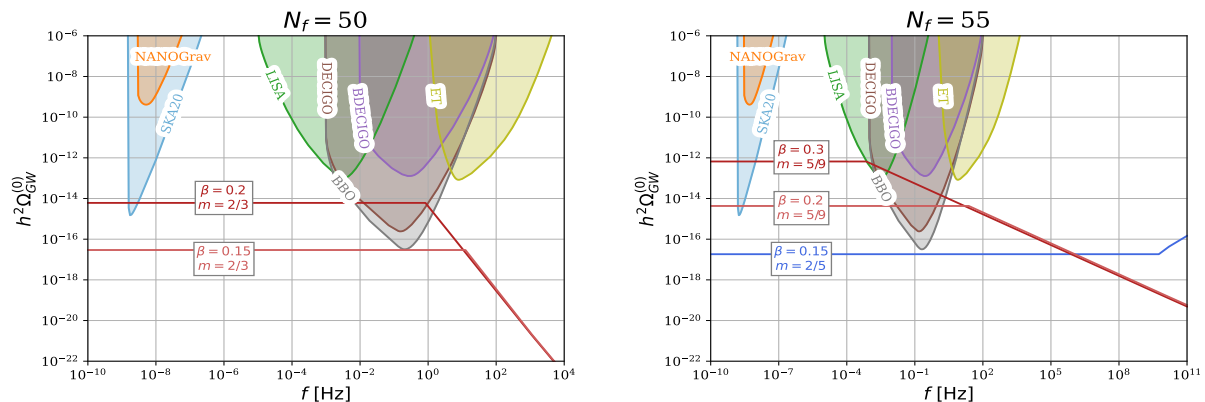 N_f = 50
10^-6
10^-8
10^-10
10^-12
10^-14
10^-16
10^-18
10^-20
10^-22
h²Ω_GW^(0)
NANOGrav
SKA20
LISA
DECIGO
BDECIGO
ET
BBO
β = 0.2
m = 2/3
β = 0.15
m = 2/3
10^-10
10^-8
10^-6
10^-4
10^-2
10^0
10^2
10^4
f [Hz]
N_f = 55
10^-6
10^-8
10^-10
10^-12
10^-14
10^-16
10^-18
10^-20
10^-22
h²Ω_GW^(0)
NANOGrav
SKA20
LISA
DECIGO
BDECIGO
ET
BBO
β = 0.3
m = 5/9
β = 0.2
m = 5/9
β = 0.15
m = 2/5
10^-10
10^-7
10^-4
10^-1
10^2
10^5
10^8
10^11
f [Hz]